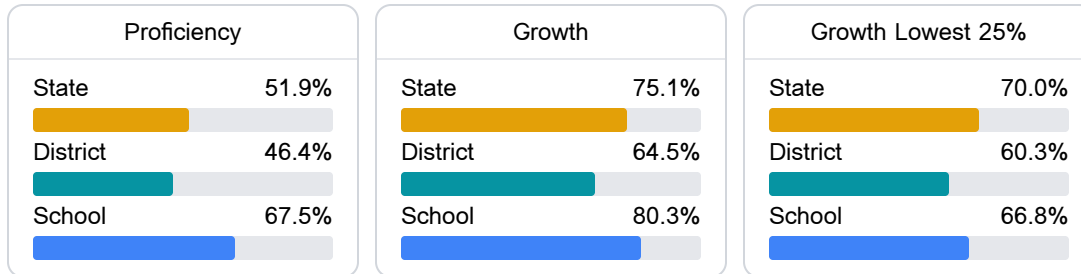 Proficiency
State 51.9%
District 46.4%
School 67.5%
Growth
State 75.1%
District 64.5%
School 80.3%
Growth Lowest 25%
State 70.0%
District 60.3%
School 66.8%